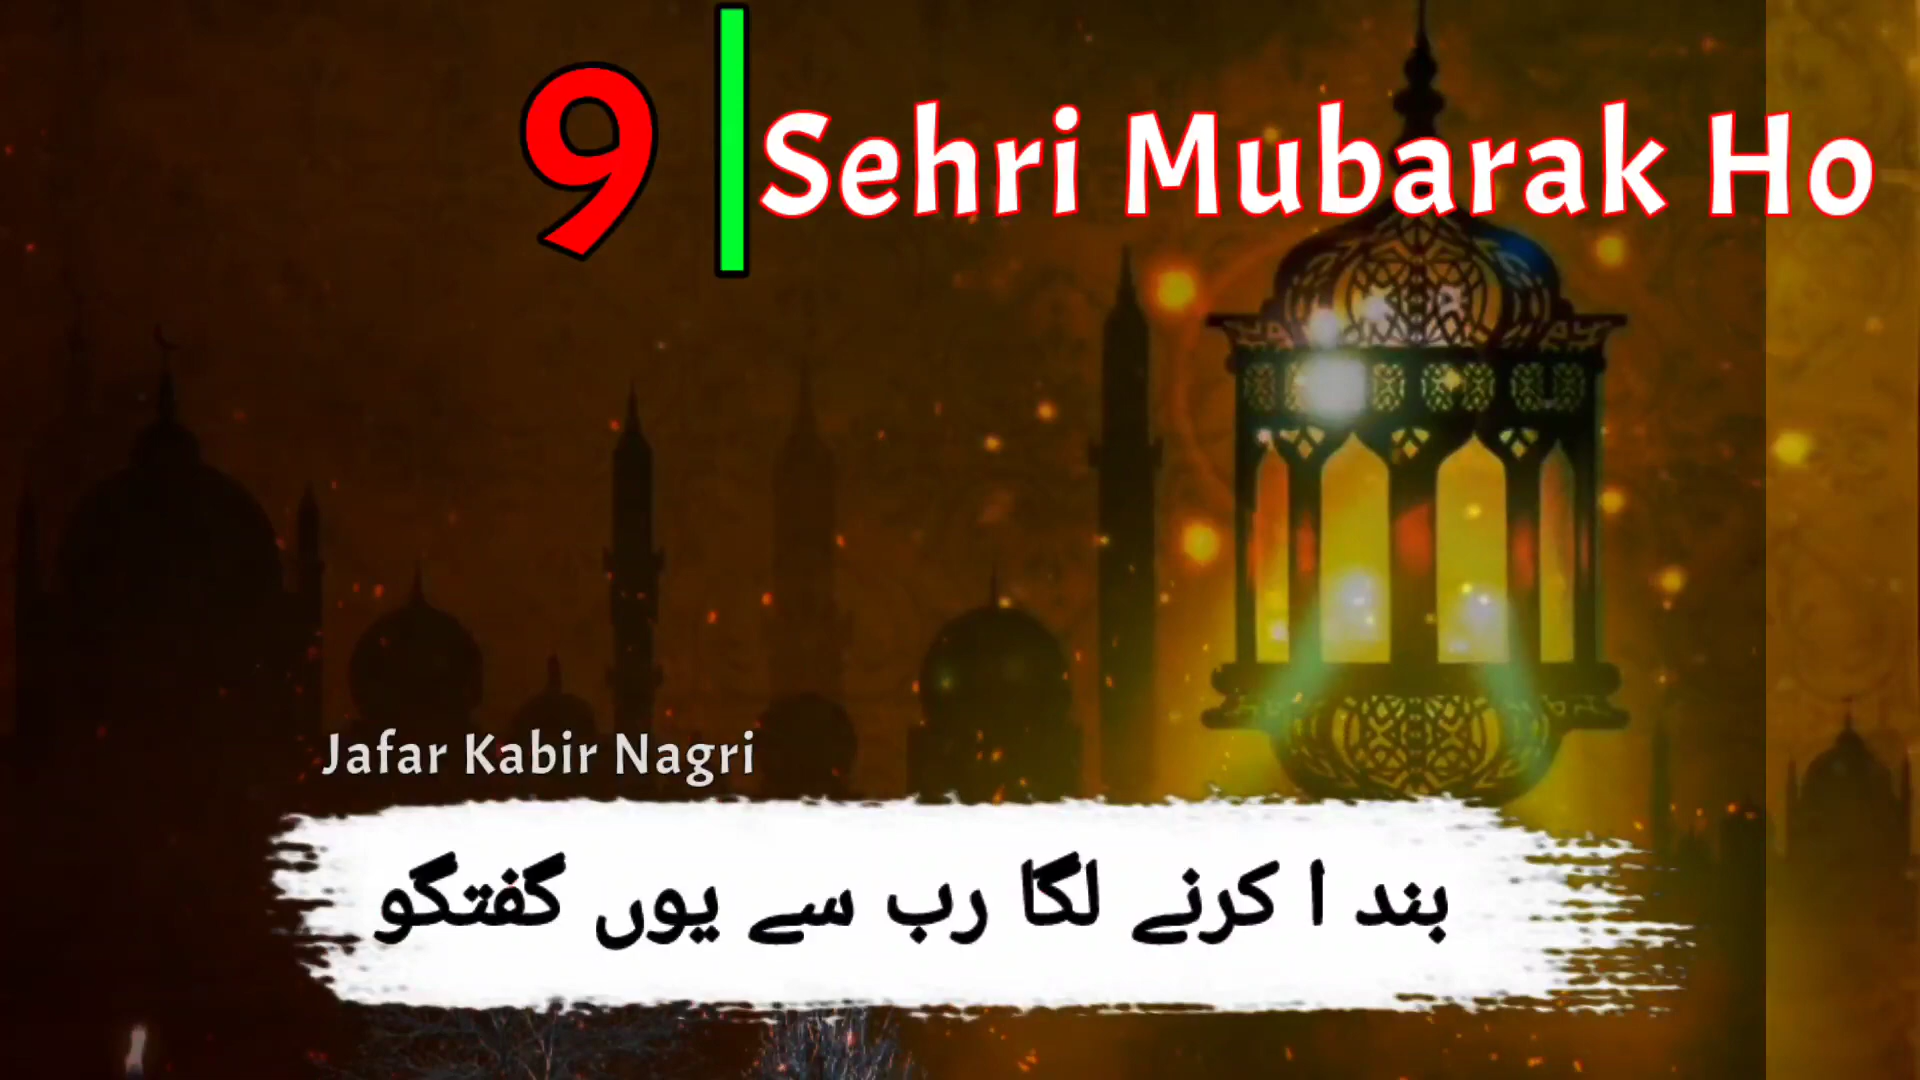 9 Sehri Mubarak Ho
Jafar Kabir Nagri
بند ا کرنے لگا رب سے یوں گفتگو